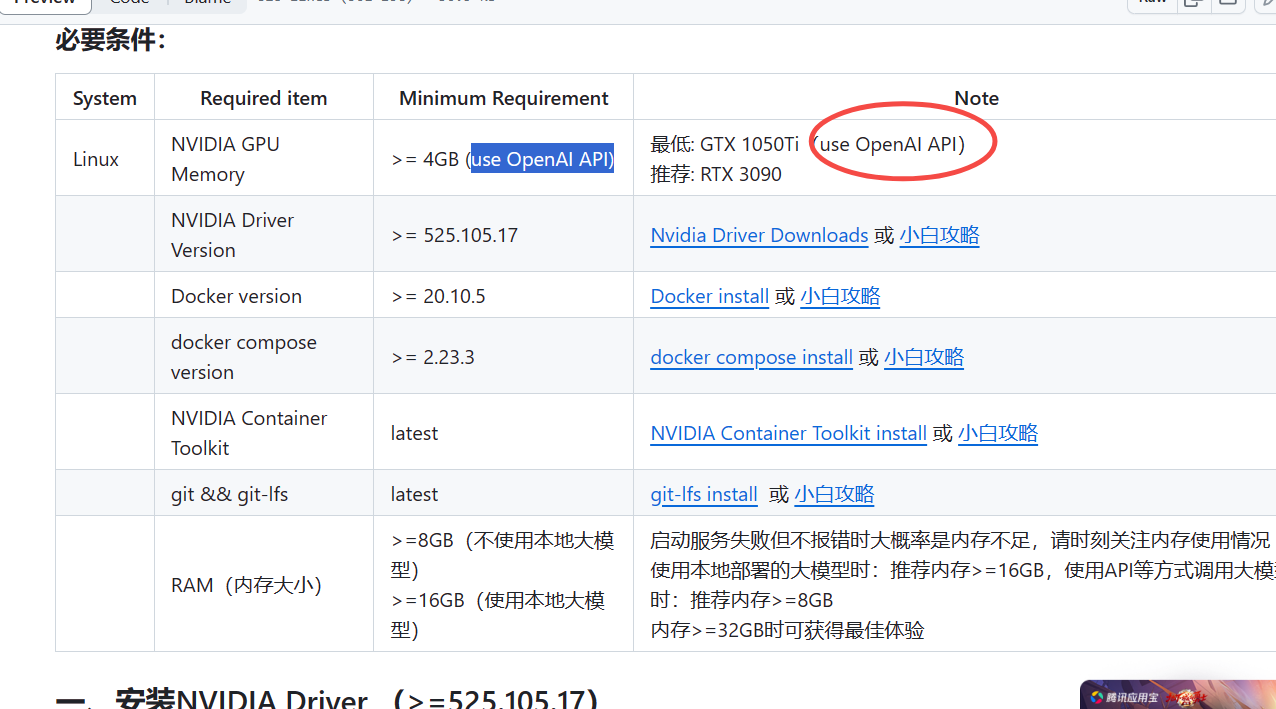 Preview Code Blame
Raw
必要条件：
System Required item Minimum Requirement Note
Linux
NVIDIA GPU
Memory
>= 4GB (use OpenAI API)
最低: GTX 1050Ti（use OpenAI API）
推荐: RTX 3090
NVIDIA Driver
Version
>= 525.105.17
Nvidia Driver Downloads 或 小白攻略
Docker version
>= 20.10.5
Docker install 或 小白攻略
docker compose
version
>= 2.23.3
docker compose install 或 小白攻略
NVIDIA Container
Toolkit
latest
NVIDIA Container Toolkit install 或 小白攻略
git && git-lfs
latest
git-lfs install 或 小白攻略
RAM（内存大小）
>=8GB（不使用本地大模
型）
>=16GB（使用本地大模
型）
启动服务失败但不报错时大概率是内存不足，请时刻关注内存使用情况
使用本地部署的大模型时：推荐内存>=16GB，使用API等方式调用大模
时：推荐内存>=8GB
内存>=32GB时可获得最佳体验
一、安装NVIDIA Driver （>=525.105.17）
腾讯应用宝